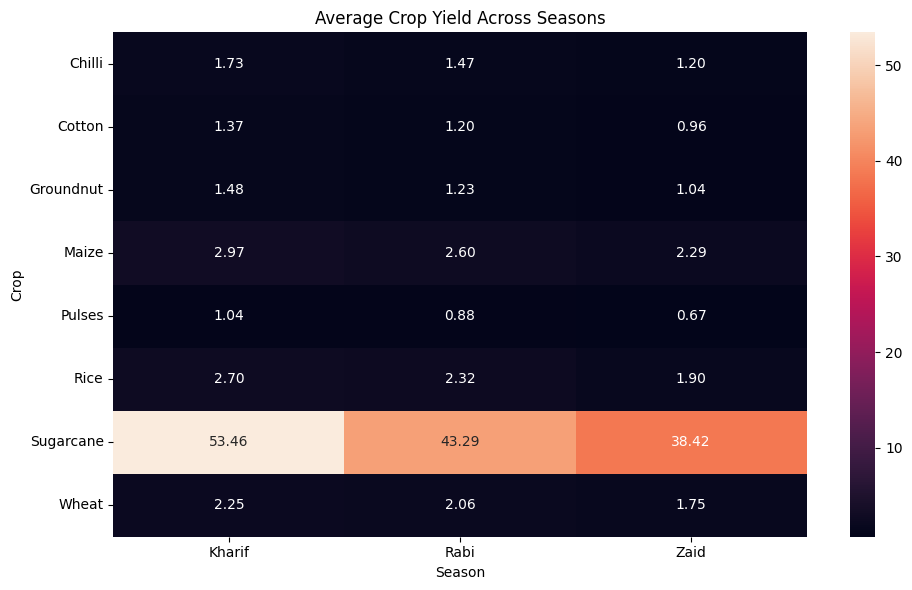 Average Crop Yield Across Seasons
Crop
Chilli 1.73 1.47 1.20
Cotton 1.37 1.20 0.96
Groundnut 1.48 1.23 1.04
Maize 2.97 2.60 2.29
Pulses 1.04 0.88 0.67
Rice 2.70 2.32 1.90
Sugarcane 53.46 43.29 38.42
Wheat 2.25 2.06 1.75
Kharif Rabi Zaid
Season
50
40
30
20
10